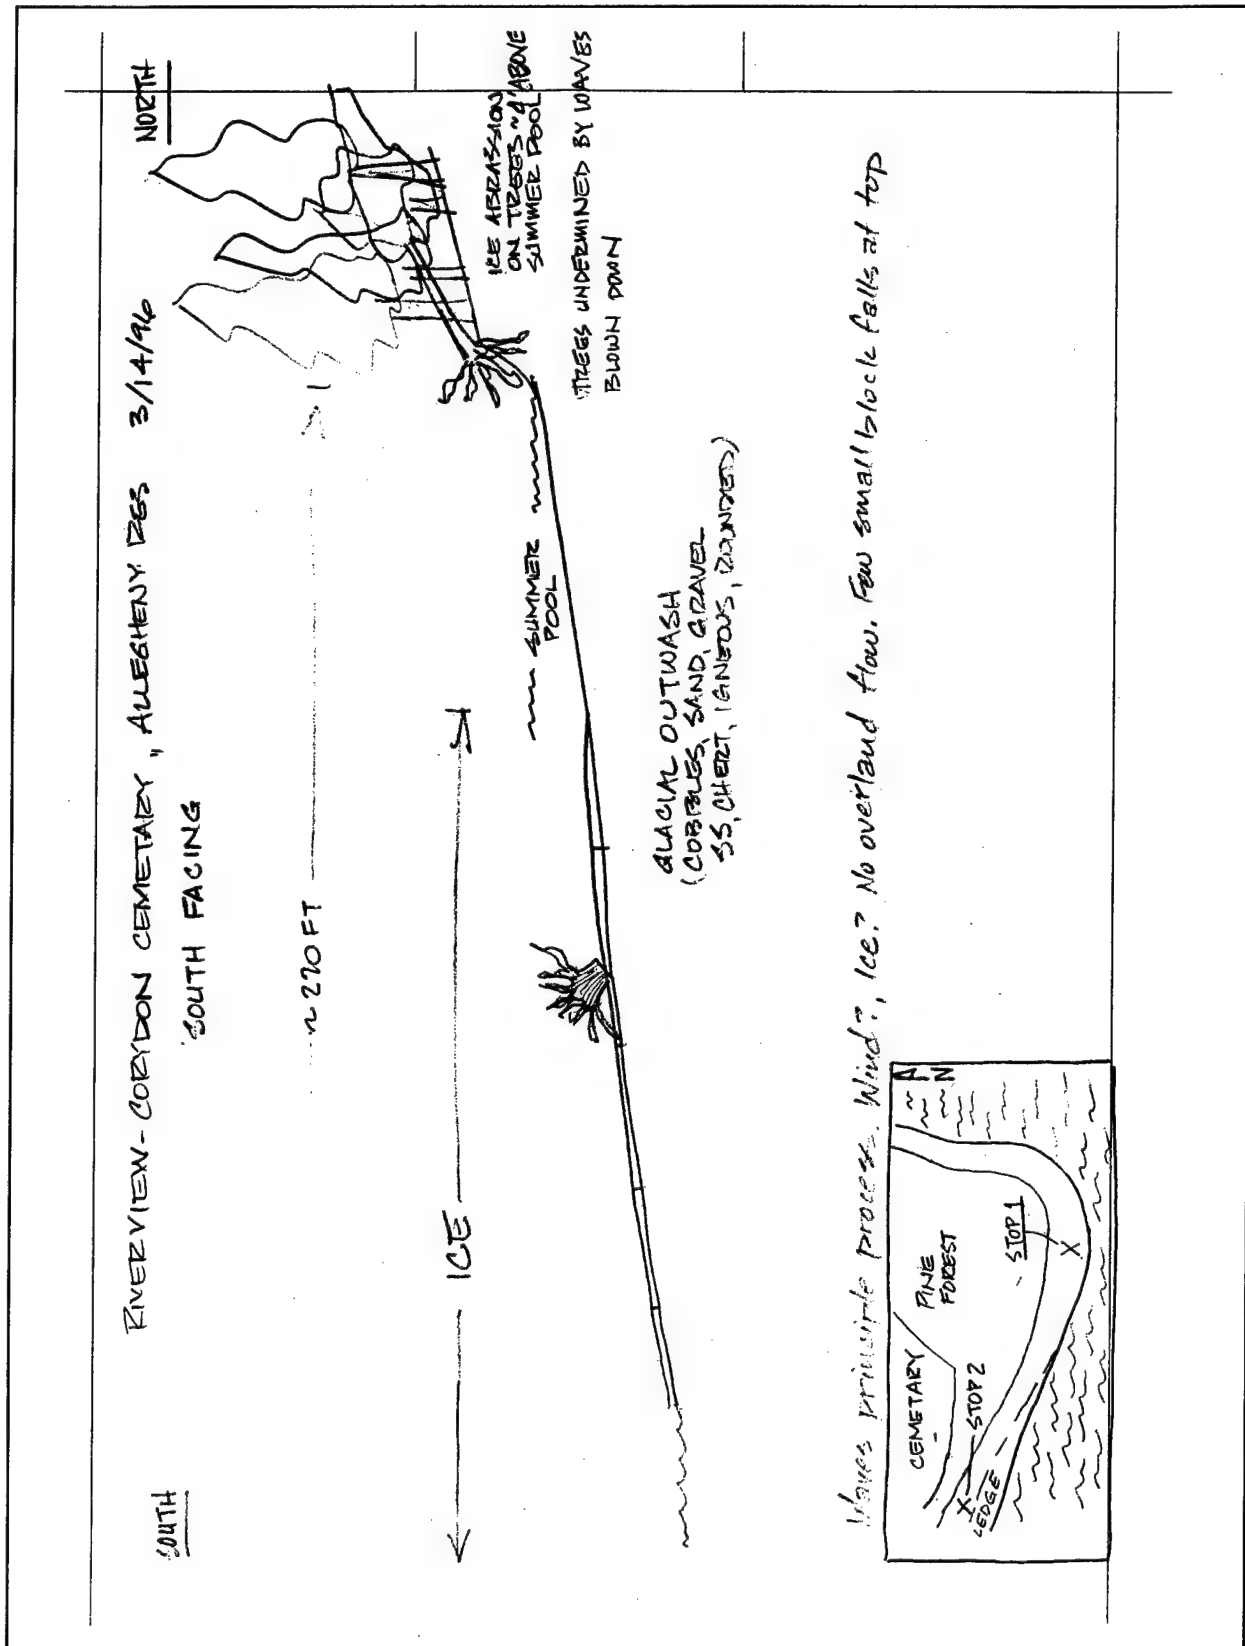 SOUTH
NORTH
RIVERVIEW-CORYDON CEMETARY, ALLEGHENY RES 3/14/96
SOUTH FACING
~ 220 FT
ICE
SUMMER
POOL
ICE ABRASSION
ON TREES ~4' ABOVE
SUMMER POOL
TREES UNDERMINED BY WAVES
BLOWN DOWN
GLACIAL OUTWASH
(COBBLES, SAND, GRAVEL
SS, CHERT, IGNEOUS, ROUNDED)
Waves principle process. Wind?, Ice? No overland flow. Few small block falls at top
CEMETARY
PINE
FOREST
STOP 1
X
X
STOP 2
LEDGE
N